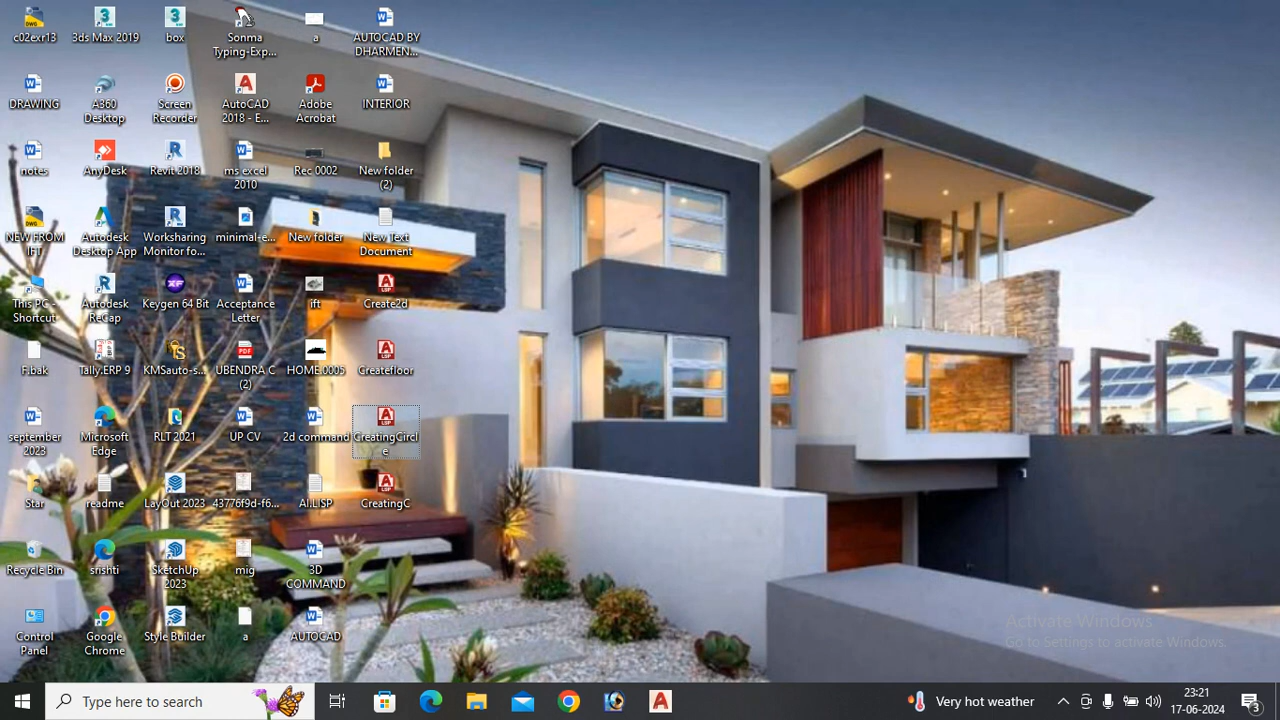 c02exr13
3ds Max 2019
box
Sonma
Typing-Exp...
a
AUTOCAD BY
DHARMEN...
DRAWING
A360
Desktop
Screen
Recorder
AutoCAD
2018 - E...
Adobe
Acrobat
INTERIOR
notes
AnyDesk
Revit 2018
ms excel
2010
Rec 0002
New folder
(2)
NEW FROM
IFT
Autodesk
Desktop App
Worksharing
Monitor fo...
minimal-e...
New folder
New Text
Document
This PC -
Shortcut
Autodesk
ReCap
Keygen 64 Bit
Acceptance
Letter
ift
Create2d
F.bak
Tally.ERP 9
KMSauto-s...
UBENDRA C
(2)
HOME.0005
Createfloor
september
2023
Microsoft
Edge
RLT 2021
UP CV
2d command
CreatingCircl
e
Star
readme
LayOut 2023
43776f9d-f6...
AI.LISP
CreatingC
Recycle Bin
srishti
SketchUp
2023
mig
3D
COMMAND
Control
Panel
Google
Chrome
Style Builder
a
AUTOCAD
Activate Windows
Go to Settings to activate Windows.
Type here to search
Very hot weather
23:21
17-06-2024
3